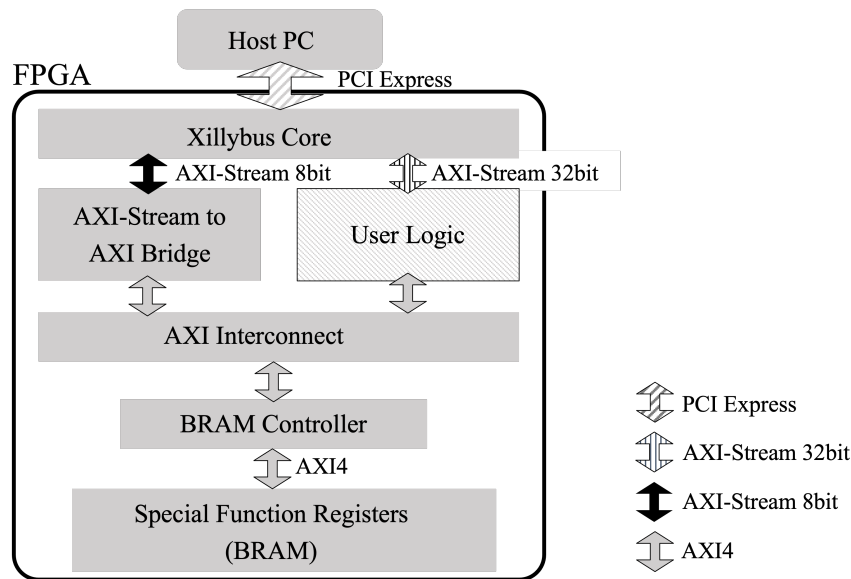 Host PC
FPGA
PCI Express
Xillybus Core
AXI-Stream 8bit
AXI-Stream 32bit
AXI-Stream to
AXI Bridge
User Logic
AXI Interconnect
BRAM Controller
AXI4
Special Function Registers
(BRAM)
PCI Express
AXI-Stream 32bit
AXI-Stream 8bit
AXI4